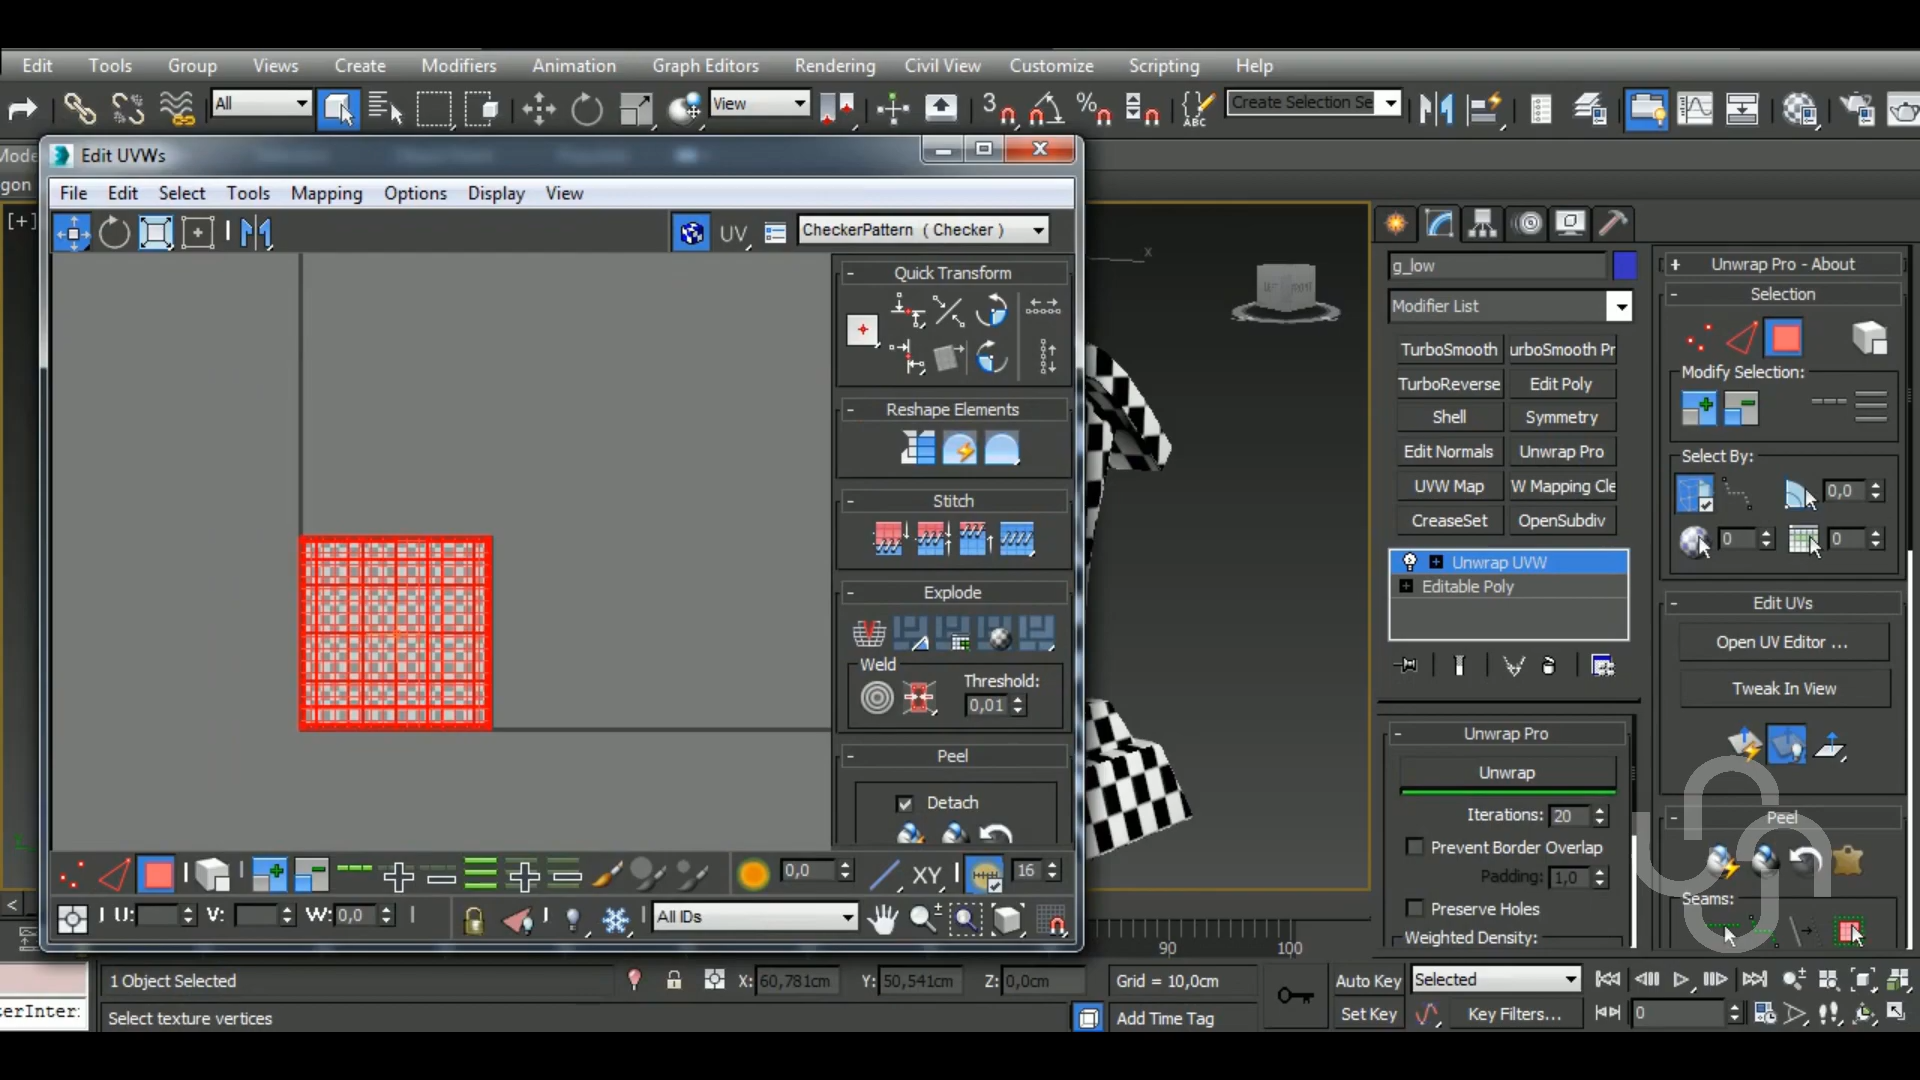 Edit Tools Group Views Create Modifiers Animation Graph Editors Rendering Civil View Customize Scripting Help
All View 3 % ABC Create Selection Se
Mode
gon
[+]
Edit UVWs
File Edit Select Tools Mapping Options Display View
UV CheckerPattern ( Checker )
Quick Transform
Reshape Elements
Stitch
Explode
Weld
Threshold:
0,01
Peel
Detach
0,0 XY 16
U: V: W: 0,0 All IDs
x
g_low
Modifier List
TurboSmooth urboSmooth Pr
TurboReverse Edit Poly
Shell Symmetry
Edit Normals Unwrap Pro
UVW Map W Mapping Cle
CreaseSet OpenSubdiv
Unwrap UVW
Editable Poly
Unwrap Pro
Unwrap
Iterations: 20
Prevent Border Overlap
Padding: 1,0
Preserve Holes
Weighted Density:
Unwrap Pro - About
Selection
Modify Selection:
Select By:
0,0
0 0
Edit UVs
Open UV Editor ...
Tweak In View
Peel
Seams:
90 100
1 Object Selected X: 60,781cm Y: 50,541cm Z: 0,0cm Grid = 10,0cm Auto Key Selected
erInter: Select texture vertices Add Time Tag Set Key Key Filters... 0